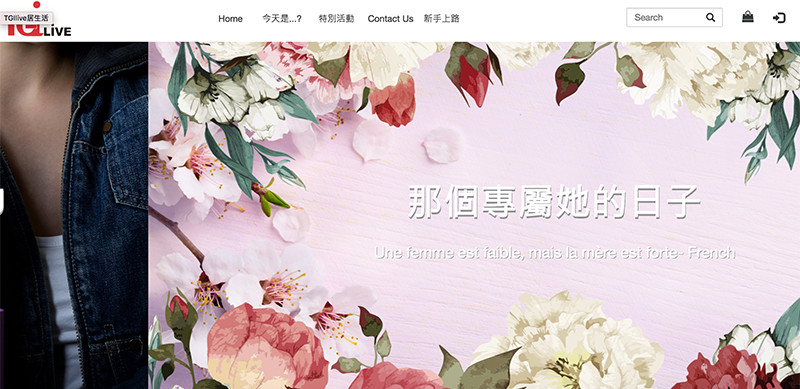 TGIlive居生活
TGi LIVE
Home 今天是...? 特別活動 Contact Us 新手上路 Search
那個專屬她的日子
Une femme est faible, mais la mère est forte- French